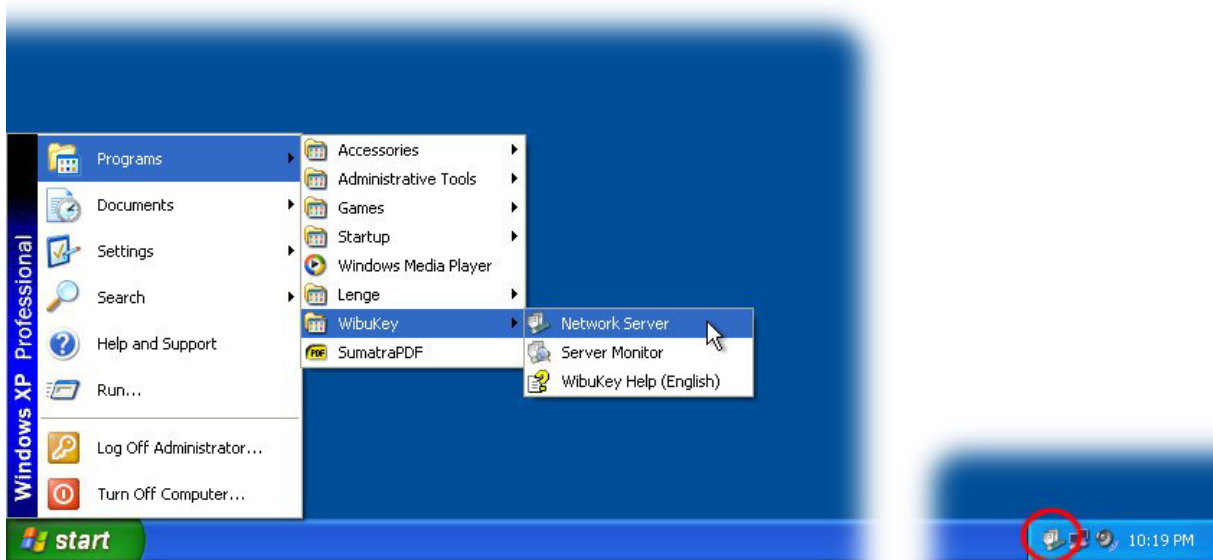 Windows XP Professional
Programs
Documents
Settings
Search
Help and Support
Run...
Log Off Administrator...
Turn Off Computer...
Accessories
Administrative Tools
Games
Startup
Windows Media Player
Lenge
WibuKey
PDF
SumatraPDF
Network Server
Server Monitor
WibuKey Help (English)
start
10:19 PM